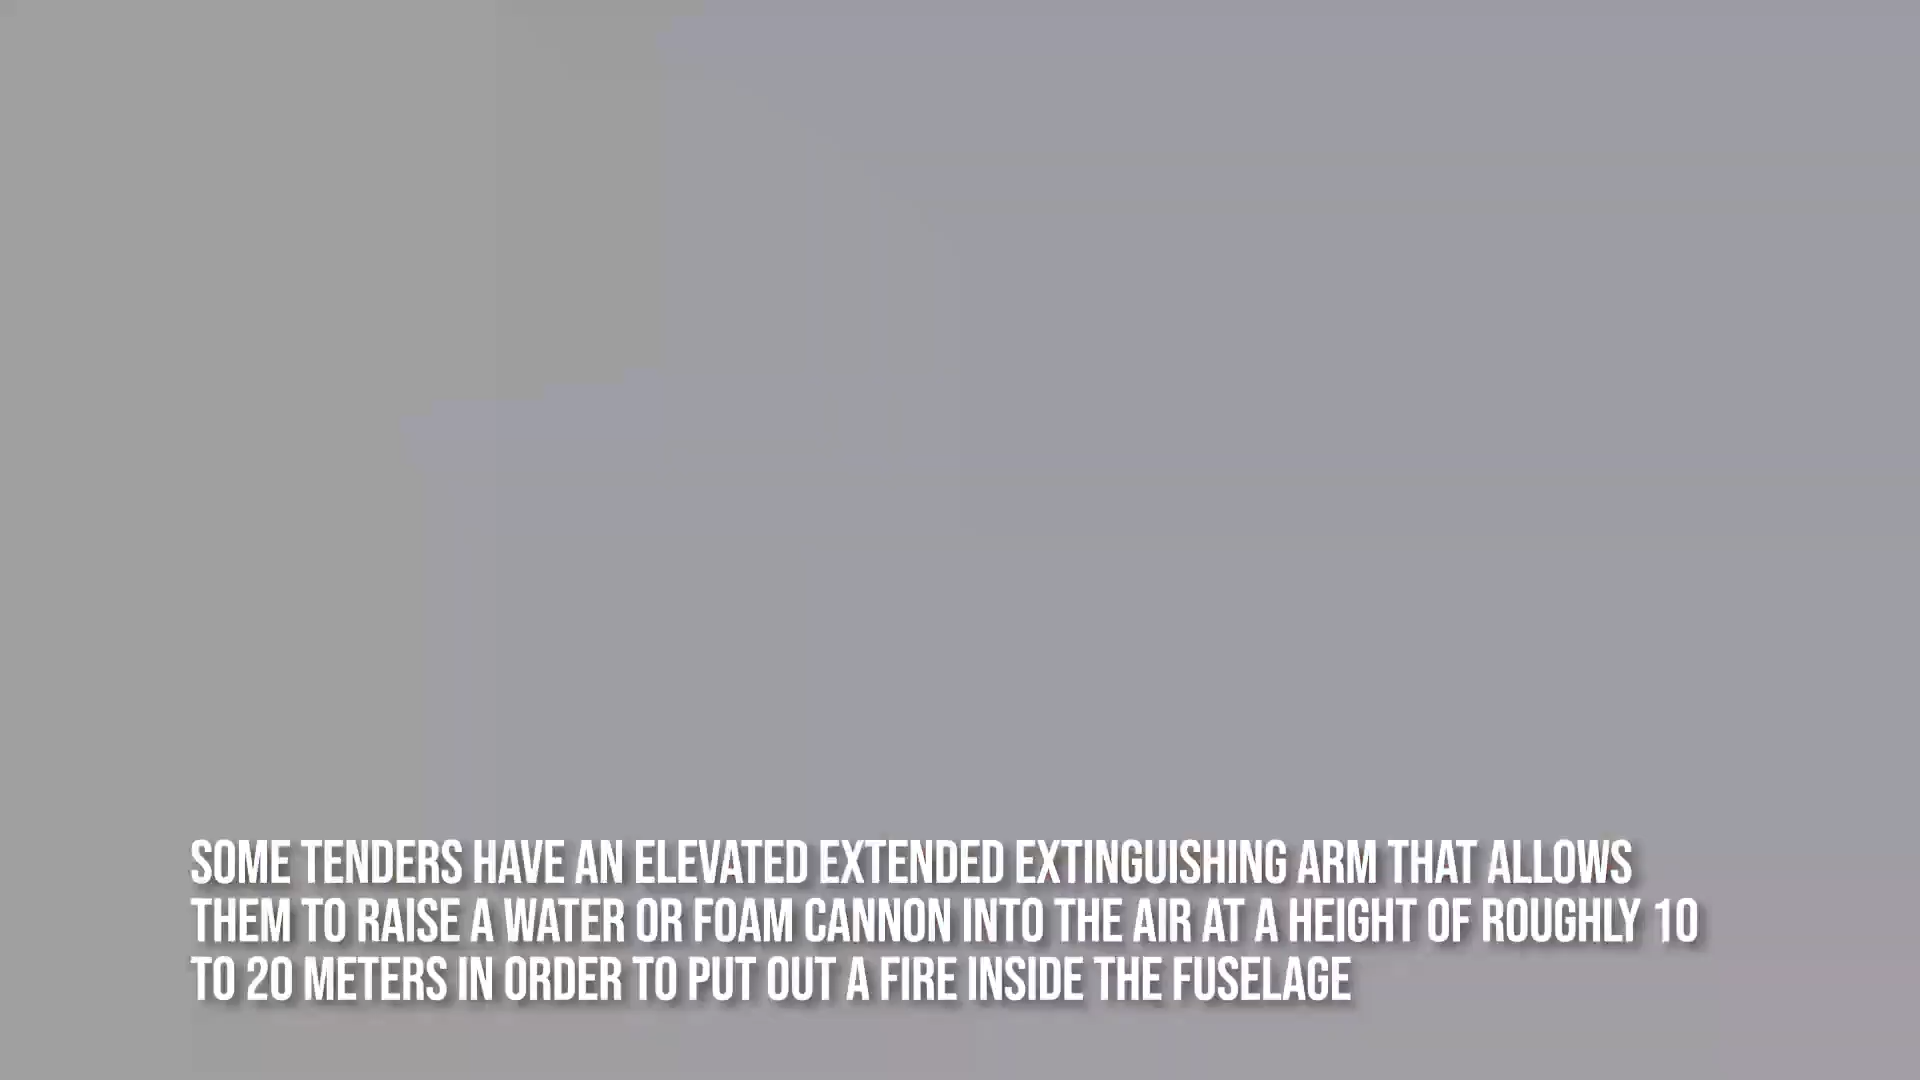 SOME TENDERS HAVE AN ELEVATED EXTENDED EXTINGUISHING ARM THAT ALLOWS
THEM TO RAISE A WATER OR FOAM CANNON INTO THE AIR AT A HEIGHT OF ROUGHLY 10
TO 20 METERS IN ORDER TO PUT OUT A FIRE INSIDE THE FUSELAGE